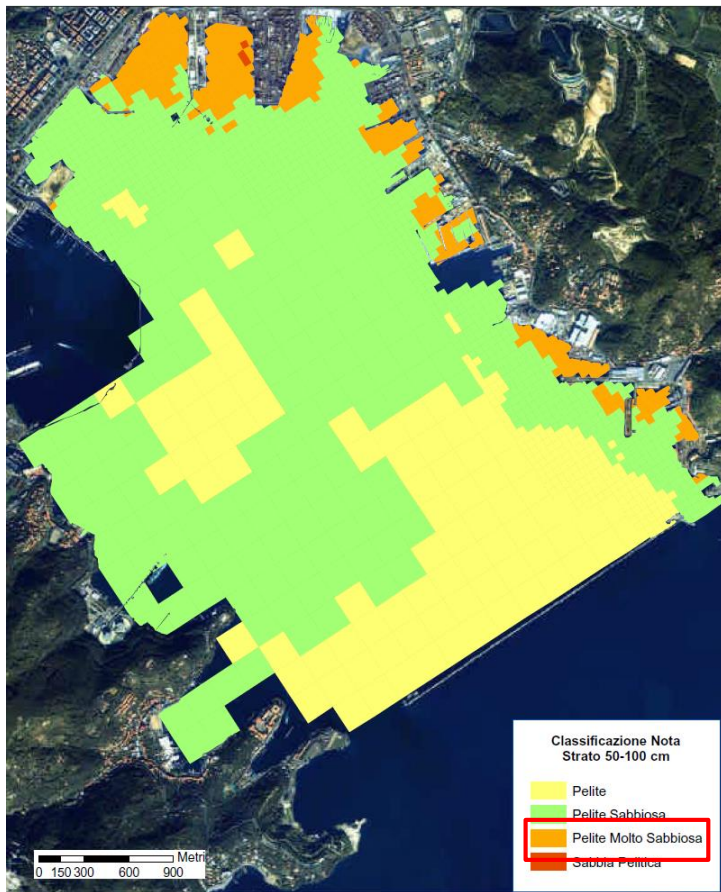 Classificazione Nota
Strato 50-100 cm
Pelite
Pelite Sabbiosa
Pelite Molto Sabbiosa
Sabbia Pelitica
Metri
0 150 300 600 900